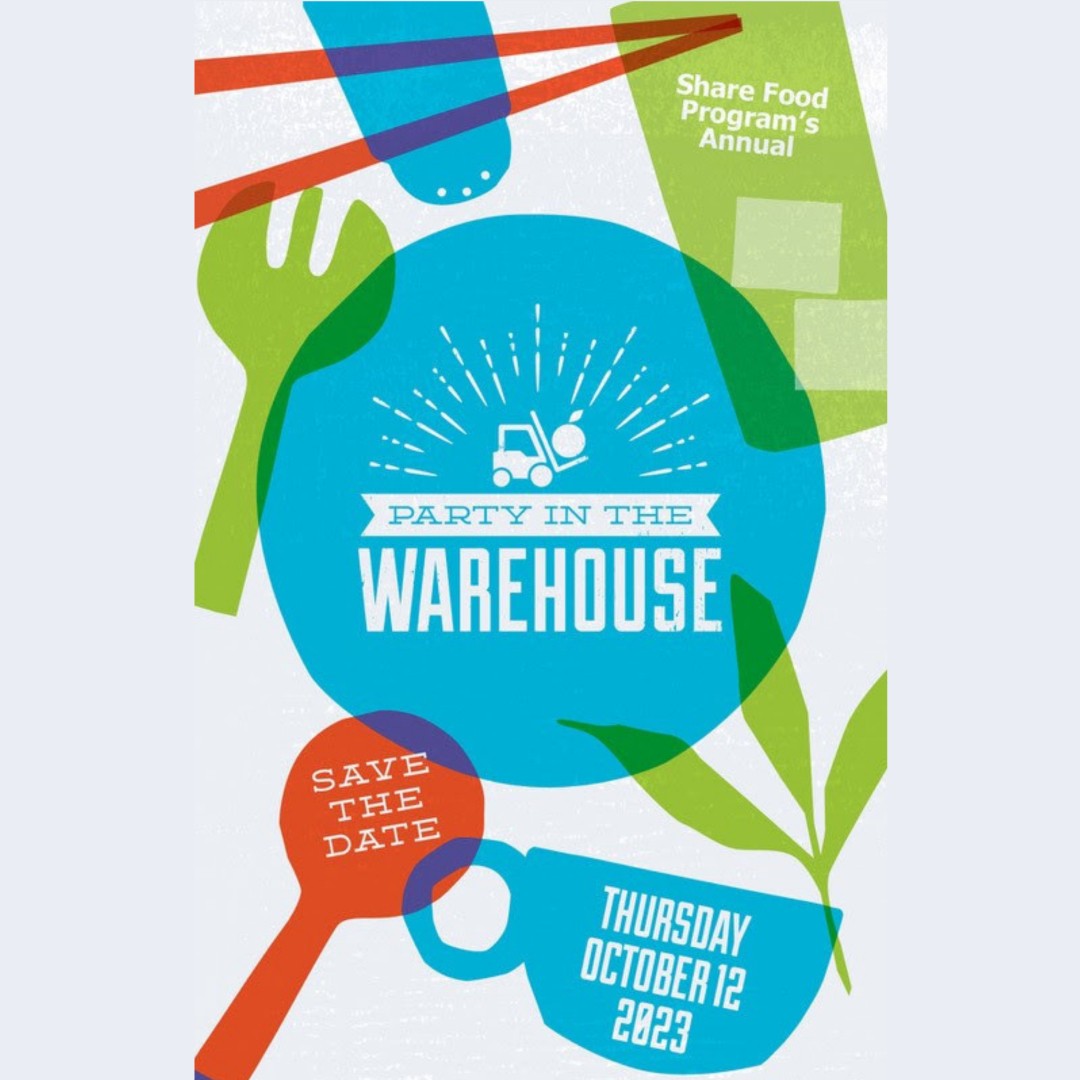 Share Food
Program's
Annual
PARTY IN THE
WAREHOUSE
SAVE
THE
DATE
THURSDAY
OCTOBER 12
2023